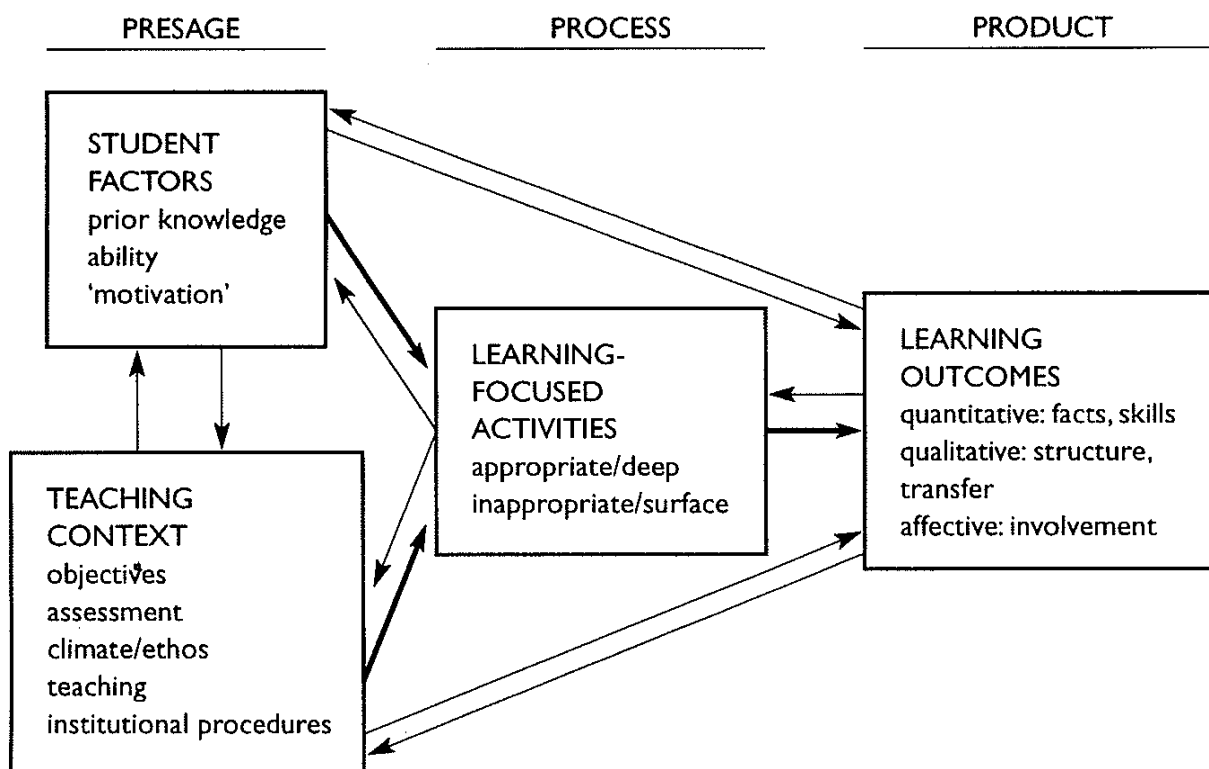 PRESAGE
PROCESS
PRODUCT
STUDENT
FACTORS
prior knowledge
ability
‘motivation’
TEACHING
CONTEXT
objectives
assessment
climate/ethos
teaching
institutional procedures
LEARNING-
FOCUSED
ACTIVITIES
appropriate/deep
inappropriate/surface
LEARNING
OUTCOMES
quantitative: facts, skills
qualitative: structure,
transfer
affective: involvement